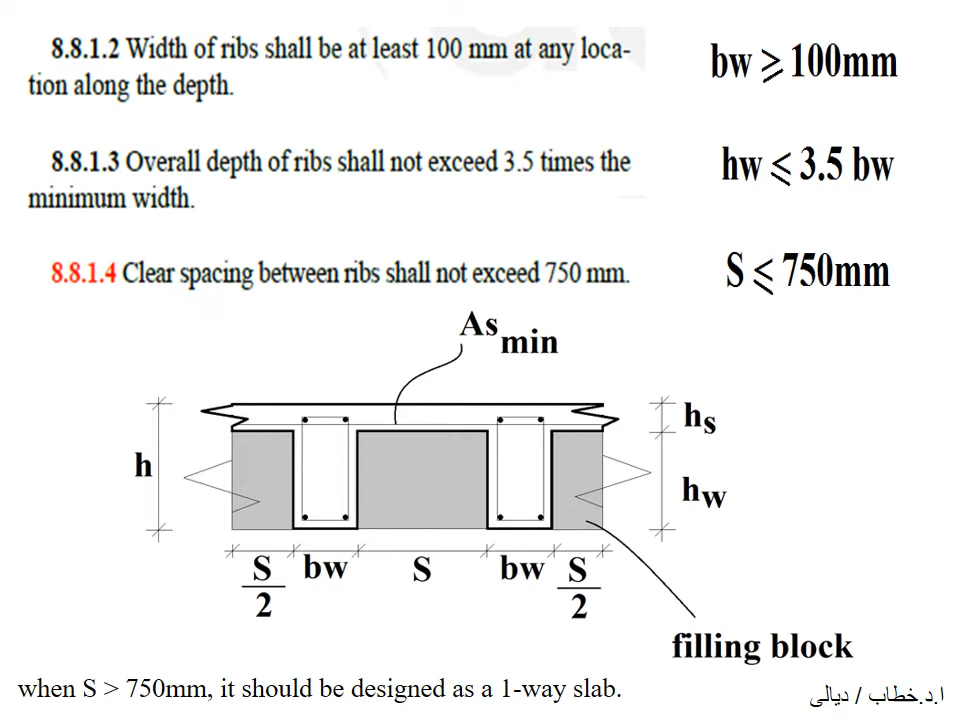 8.8.1.2 Width of ribs shall be at least 100 mm at any loca-
tion along the depth.
bw ⩾ 100mm
8.8.1.3 Overall depth of ribs shall not exceed 3.5 times the
minimum width.
hw ⩽ 3.5 bw
8.8.1.4 Clear spacing between ribs shall not exceed 750 mm.
S ⩽ 750mm
As min
h
hs
hw
S/2 bw S bw S/2
filling block
when S > 750mm, it should be designed as a 1-way slab.
ا.د.خطاب / ديالى